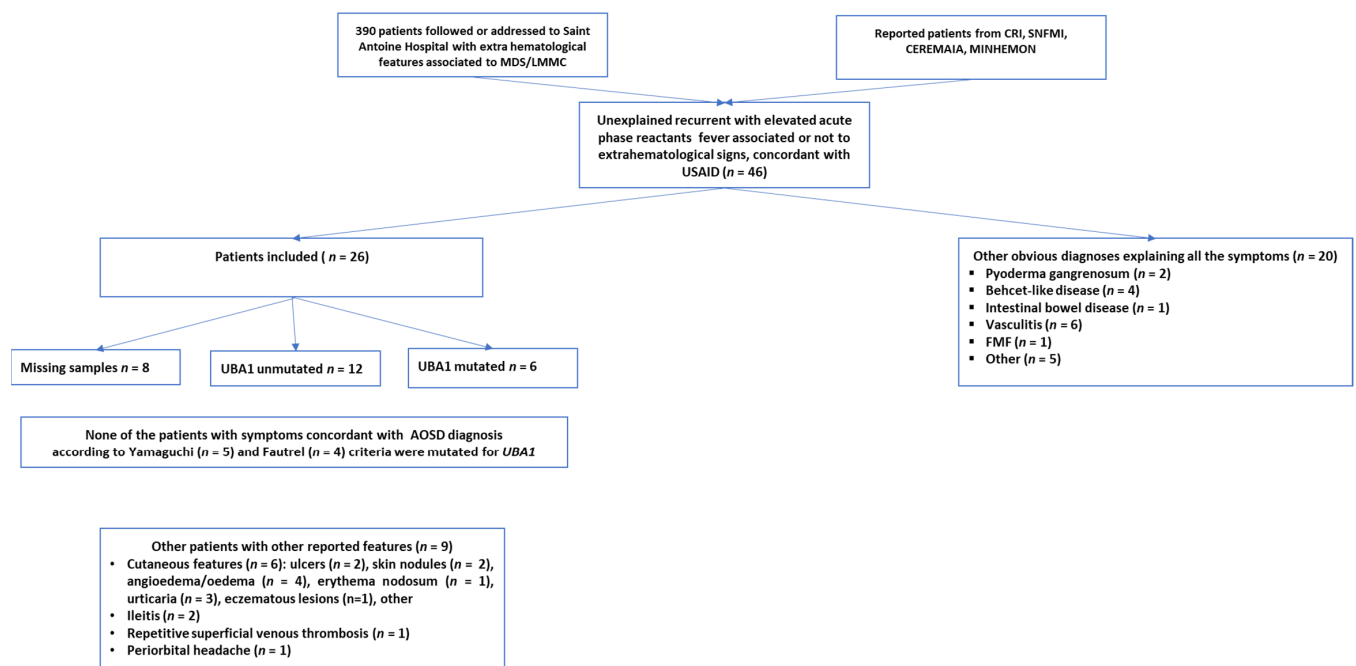 390 patients followed or addressed to Saint
Antoine Hospital with extra hematological
features associated to MDS/LMMC
Reported patients from CRI, SNFMI,
CEREMAIA, MINHEMON
Unexplained recurrent with elevated acute
phase reactants fever associated or not to
extrahematological signs, concordant with
USAID (n = 46)
Patients included ( n = 26)
Other obvious diagnoses explaining all the symptoms (n = 20)
▪ Pyoderma gangrenosum (n = 2)
▪ Behcet-like disease (n = 4)
▪ Intestinal bowel disease (n = 1)
▪ Vasculitis (n = 6)
▪ FMF (n = 1)
▪ Other (n = 5)
Missing samples n = 8
UBA1 unmutated n = 12
UBA1 mutated n = 6
None of the patients with symptoms concordant with AOSD diagnosis
according to Yamaguchi (n = 5) and Fautrel (n = 4) criteria were mutated for UBA1
Other patients with other reported features (n = 9)
• Cutaneous features (n = 6): ulcers (n = 2), skin nodules (n = 2),
angioedema/oedema (n = 4), erythema nodosum (n = 1),
urticaria (n = 3), eczematous lesions (n=1), other
• Ileitis (n = 2)
• Repetitive superficial venous thrombosis (n = 1)
• Periorbital headache (n = 1)